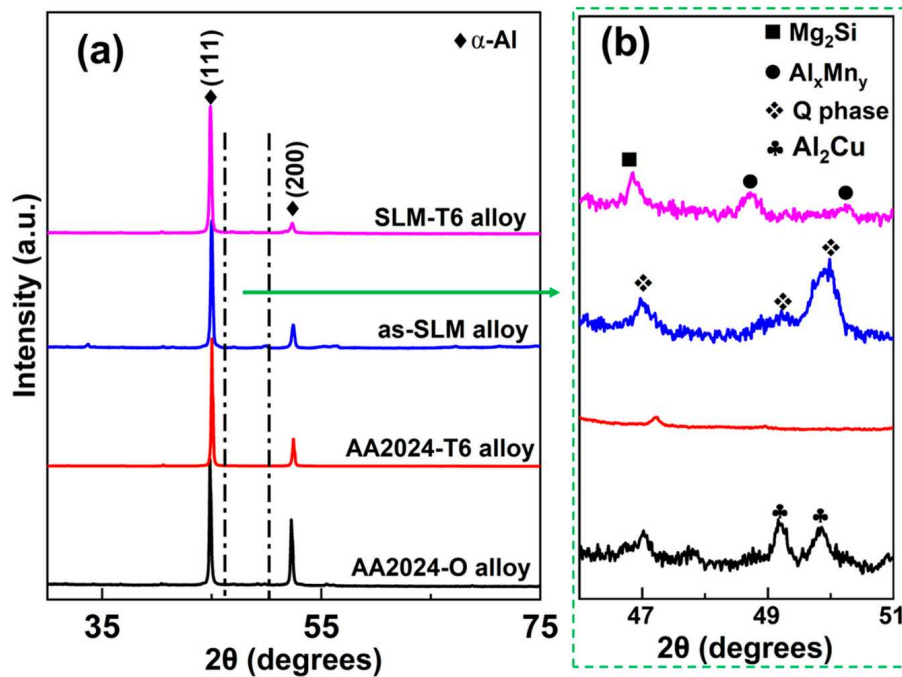 (a)
♦ α-Al
(111)
(200)
SLM-T6 alloy
as-SLM alloy
AA2024-T6 alloy
AA2024-O alloy
Intensity (a.u.)
35 55 75
2θ (degrees)
(b)
■ Mg₂Si
● AlₓMnᵧ
❖ Q phase
♣ Al₂Cu
47 49 51
2θ (degrees)